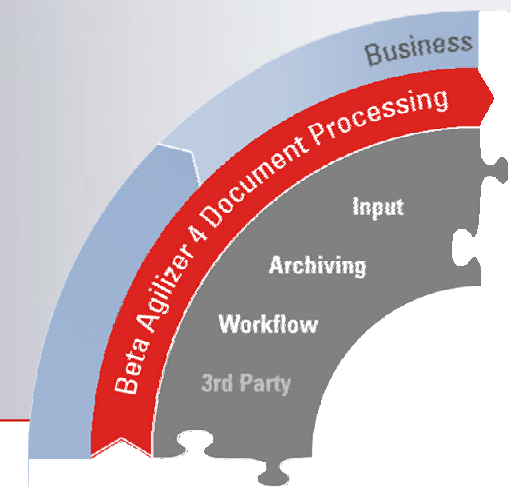 Business
Beta Agilizer 4 Document Processing
Input
Archiving
Workflow
3rd Party